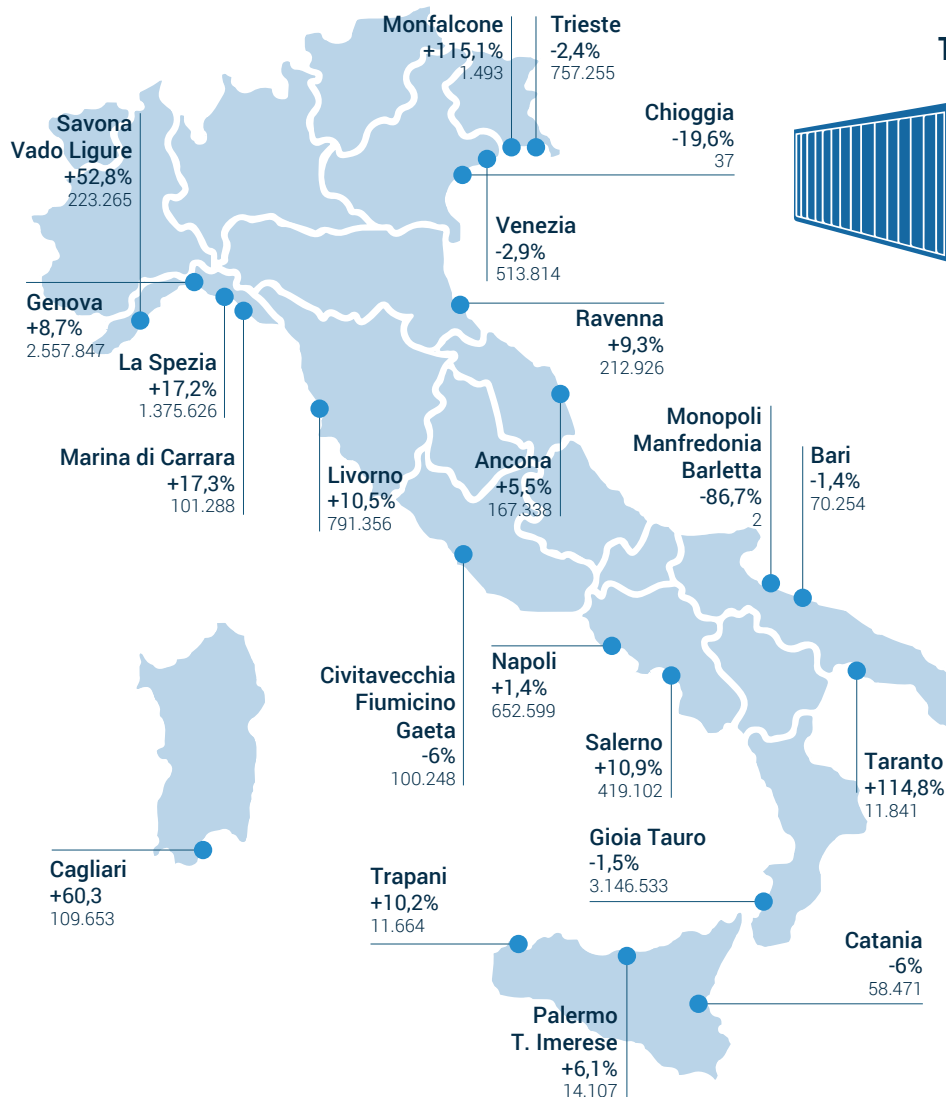 Monfalcone
+115,1%
1.493
Trieste
-2,4%
757.255
T
Savona
Vado Ligure
+52,8%
223.265
Chioggia
-19,6%
37
Venezia
-2,9%
513.814
Genova
+8,7%
2.557.847
Ravenna
+9,3%
212.926
La Spezia
+17,2%
1.375.626
Marina di Carrara
+17,3%
101.288
Livorno
+10,5%
791.356
Ancona
+5,5%
167.338
Monopoli
Manfredonia
Barletta
-86,7%
2
Bari
-1,4%
70.254
Civitavecchia
Fiumicino
Gaeta
-6%
100.248
Napoli
+1,4%
652.599
Salerno
+10,9%
419.102
Taranto
+114,8%
11.841
Cagliari
+60,3
109.653
Trapani
+10,2%
11.664
Gioia Tauro
-1,5%
3.146.533
Catania
-6%
58.471
Palermo
T. Imerese
+6,1%
14.107